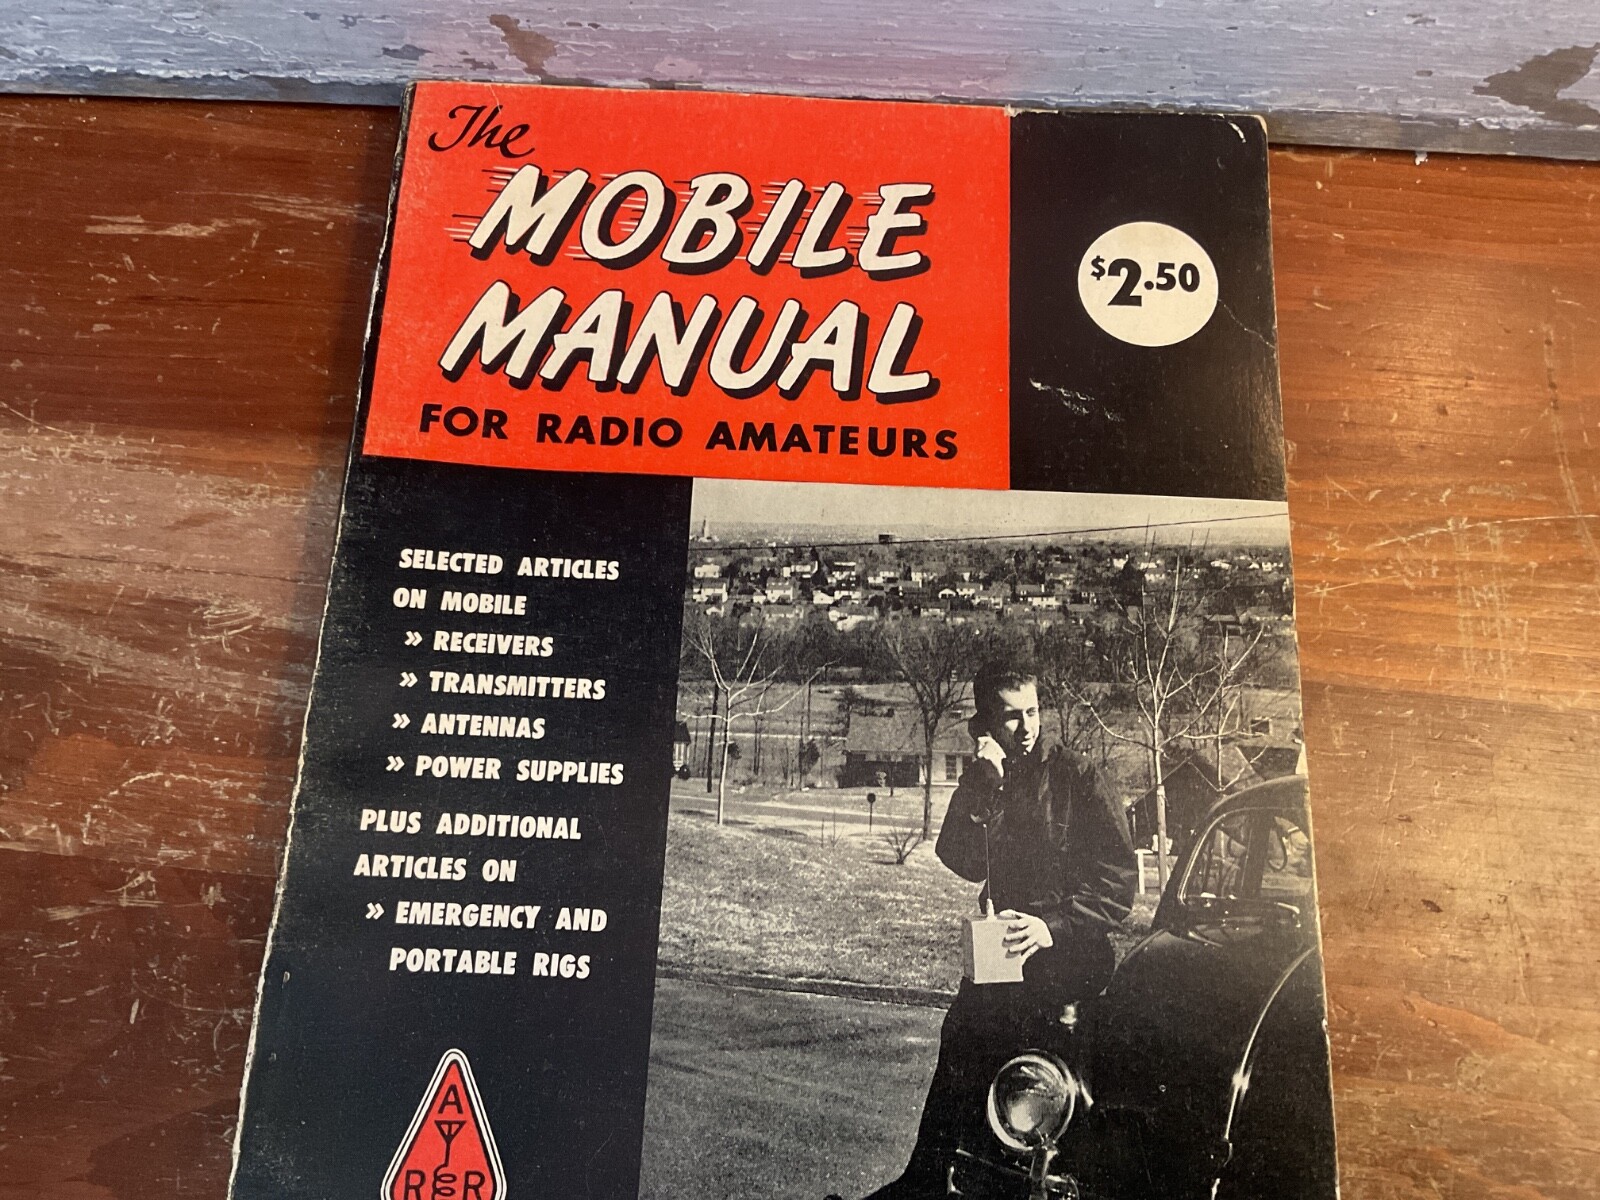 The
MOBILE
MANUAL
FOR RADIO AMATEURS
$2.50
SELECTED ARTICLES
ON MOBILE
» RECEIVERS
» TRANSMITTERS
» ANTENNAS
» POWER SUPPLIES
PLUS ADDITIONAL
ARTICLES ON
» EMERGENCY AND
PORTABLE RIGS
A
R R